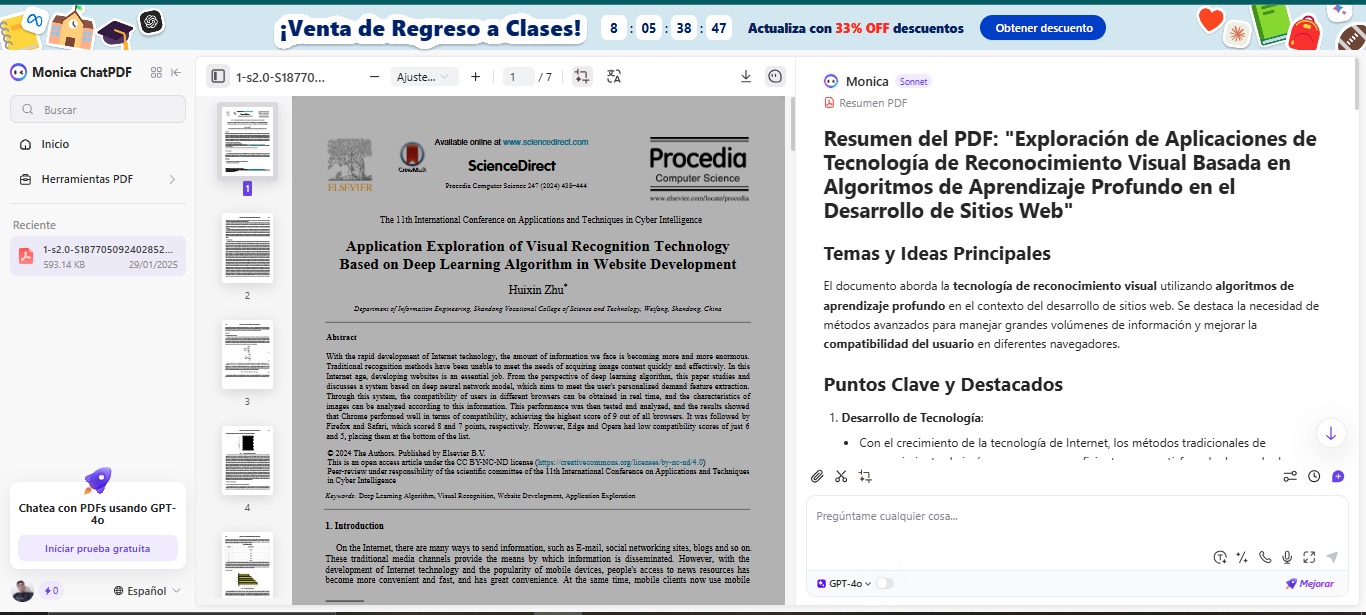 ¡Venta de Regreso a Clases!
8 : 05 : 38 : 47
Actualiza con 33% OFF descuentos
Obtener descuento
Monica ChatPDF
Buscar
Inicio
Herramientas PDF
Reciente
1-s2.0-S187705092402852...
593.14 KB 29/01/2025
Chatea con PDFs usando GPT-
4o
Iniciar prueba gratuita
0
Español
1-s2.0-S18770...
Ajuste...
1 / 7
1
2
3
4
ELSEVIER
CrossMark
Available online at www.sciencedirect.com
ScienceDirect
Procedia Computer Science 247 (2024) 438–444
Procedia
Computer Science
www.elsevier.com/locate/procedia
The 11th International Conference on Applications and Techniques in Cyber Intelligence
Application Exploration of Visual Recognition Technology
Based on Deep Learning Algorithm in Website Development
Huixin Zhu*
Department of Information Engineering, Shandong Vocational College of Science and Technology, Weifang, Shandong, China
Abstract
With the rapid development of Internet technology, the amount of information we face is becoming more and more enormous.
Traditional recognition methods have been unable to meet the needs of acquiring image content quickly and effectively. In this
Internet age, developing websites is an essential job. From the perspective of deep learning algorithm, this paper studies and
discusses a system based on deep neural network model, which aims to meet the user's personalized demand feature extraction.
Through this system, the compatibility of users in different browsers can be obtained in real time, and the characteristics of
images can be analyzed according to this information. This performance was then tested and analyzed, and the results showed
that Chrome performed well in terms of compatibility, achieving the highest score of 9 out of all browsers. It was followed by
Firefox and Safari, which scored 8 and 7 points, respectively. However, Edge and Opera had low compatibility scores of just 6
and 5, placing them at the bottom of the list.
© 2024 The Authors. Published by Elsevier B.V.
This is an open access article under the CC BY-NC-ND license (https://creativecommons.org/licenses/by-nc-nd/4.0)
Peer-review under responsibility of the scientific committee of the 11th International Conference on Applications and Techniques
in Cyber Intelligence
Keywords: Deep Learning Algorithm, Visual Recognition, Website Development, Application Exploration
1. Introduction
On the Internet, there are many ways to send information, such as E-mail, social networking sites, blogs and so on.
These traditional media channels provide the means by which information is disseminated. However, with the
development of Internet technology and the popularity of mobile devices, people's access to news resources has
become more convenient and fast, and has great convenience. At the same time, mobile clients now use mobile
Monica Sonnet
Resumen PDF
Resumen del PDF: "Exploración de Aplicaciones de
Tecnología de Reconocimiento Visual Basada en
Algoritmos de Aprendizaje Profundo en el
Desarrollo de Sitios Web"
Temas y Ideas Principales
El documento aborda la tecnología de reconocimiento visual utilizando algoritmos de
aprendizaje profundo en el contexto del desarrollo de sitios web. Se destaca la necesidad de
métodos avanzados para manejar grandes volúmenes de información y mejorar la
compatibilidad del usuario en diferentes navegadores.
Puntos Clave y Destacados
1. Desarrollo de Tecnología:
• Con el crecimiento de la tecnología de Internet, los métodos tradicionales de
Pregúntame cualquier cosa...
GPT-4o
Mejorar